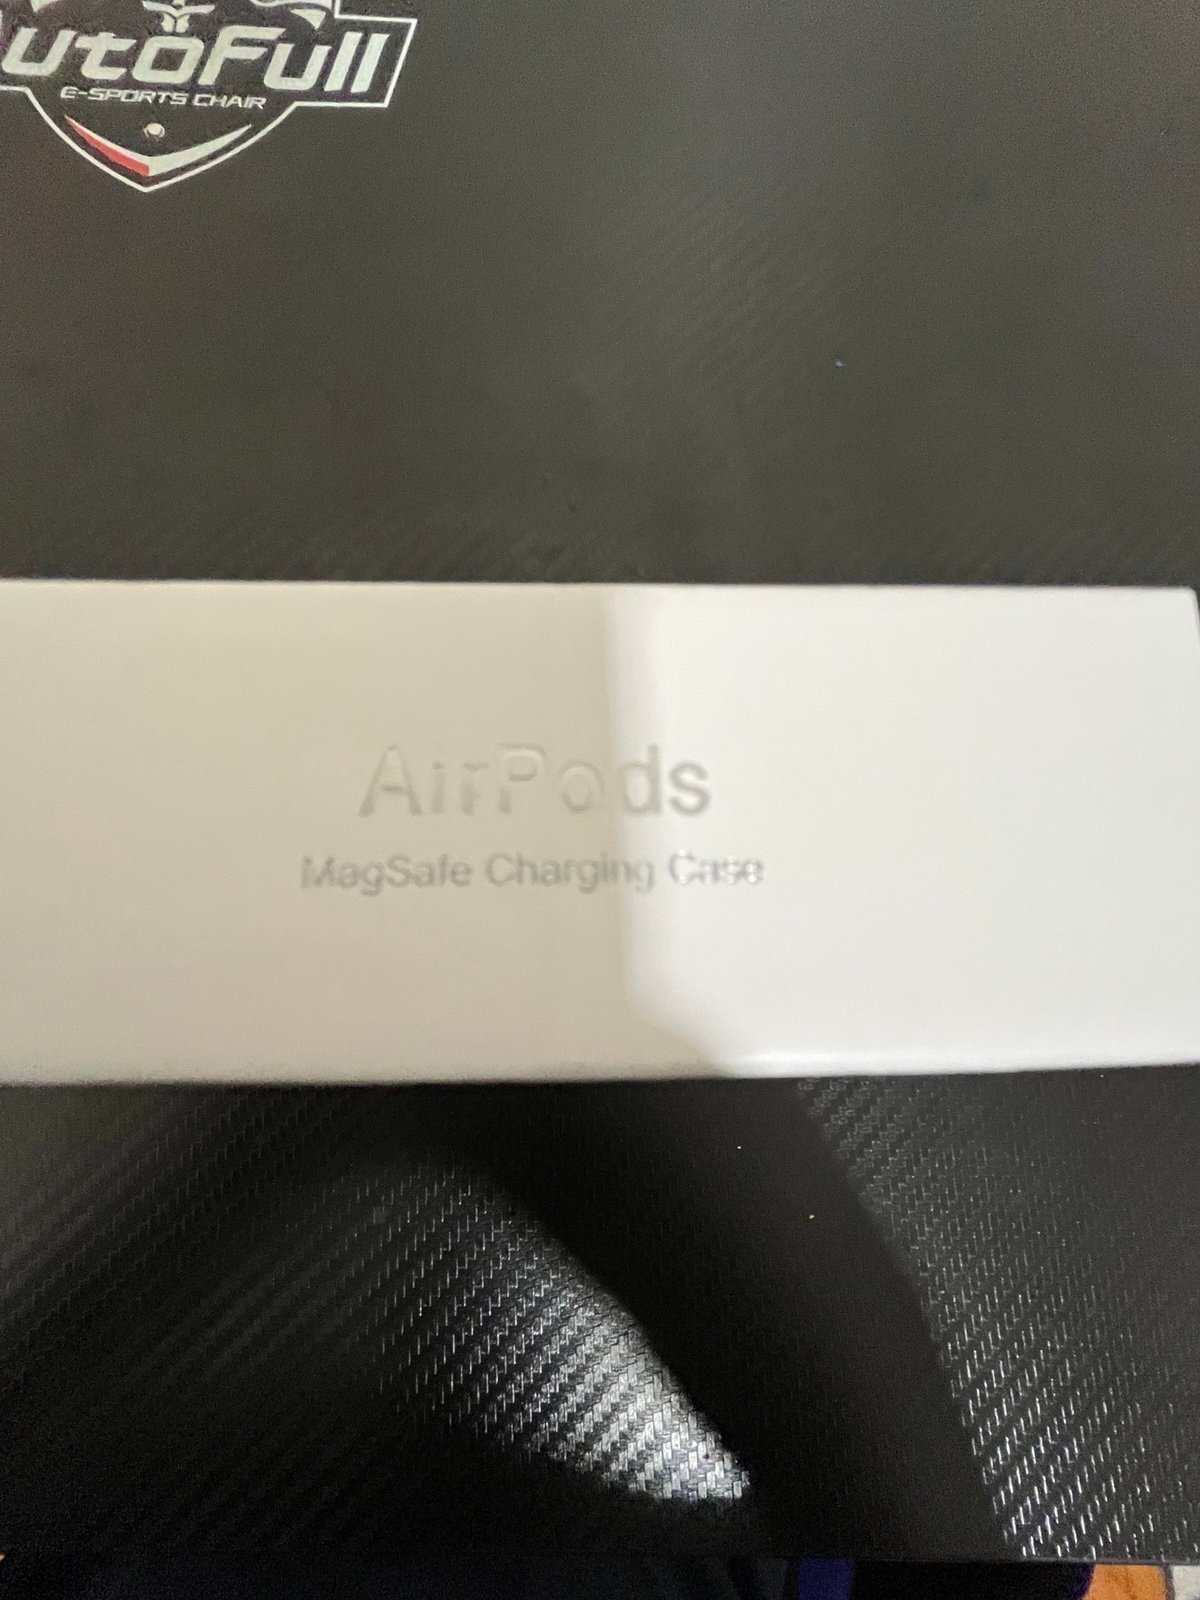 utoFull
E-SPORTS CHAIR
AirPods
MagSafe Charging Case